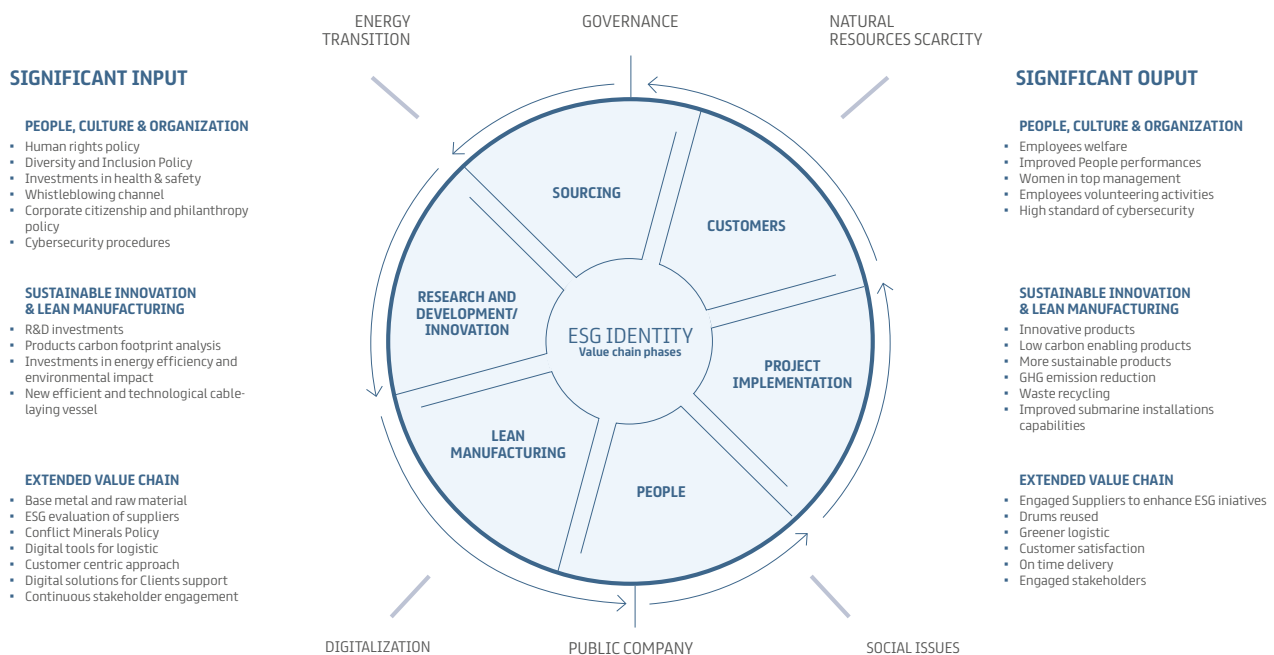 ENERGY
TRANSITION
GOVERNANCE
NATURAL
RESOURCES SCARCITY
SIGNIFICANT INPUT
PEOPLE, CULTURE & ORGANIZATION
Human rights policy
Diversity and Inclusion Policy
Investments in health & safety
Whistleblowing channel
Corporate citizenship and philanthropy
policy
Cybersecurity procedures
SUSTAINABLE INNOVATION
& LEAN MANUFACTURING
R&D investments
Products carbon footprint analysis
Investments in energy efficiency and
environmental impact
New efficient and technological cable-
laying vessel
EXTENDED VALUE CHAIN
Base metal and raw material
ESG evaluation of suppliers
Conflict Minerals Policy
Digital tools for logistic
Customer centric approach
Digital solutions for Clients support
Continuous stakeholder engagement
SOURCING
CUSTOMERS
RESEARCH AND
DEVELOPMENT/
INNOVATION
ESG IDENTITY
Value chain phases
PROJECT
IMPLEMENTATION
LEAN
MANUFACTURING
PEOPLE
SIGNIFICANT OUPUT
PEOPLE, CULTURE & ORGANIZATION
Employees welfare
Improved People performances
Women in top management
Employees volunteering activities
High standard of cybersecurity
SUSTAINABLE INNOVATION
& LEAN MANUFACTURING
Innovative products
Low carbon enabling products
More sustainable products
GHG emission reduction
Waste recycling
Improved submarine installations
capabilities
EXTENDED VALUE CHAIN
Engaged Suppliers to enhance ESG iniatives
Drums reused
Greener logistic
Customer satisfaction
On time delivery
Engaged stakeholders
DIGITALIZATION
PUBLIC COMPANY
SOCIAL ISSUES